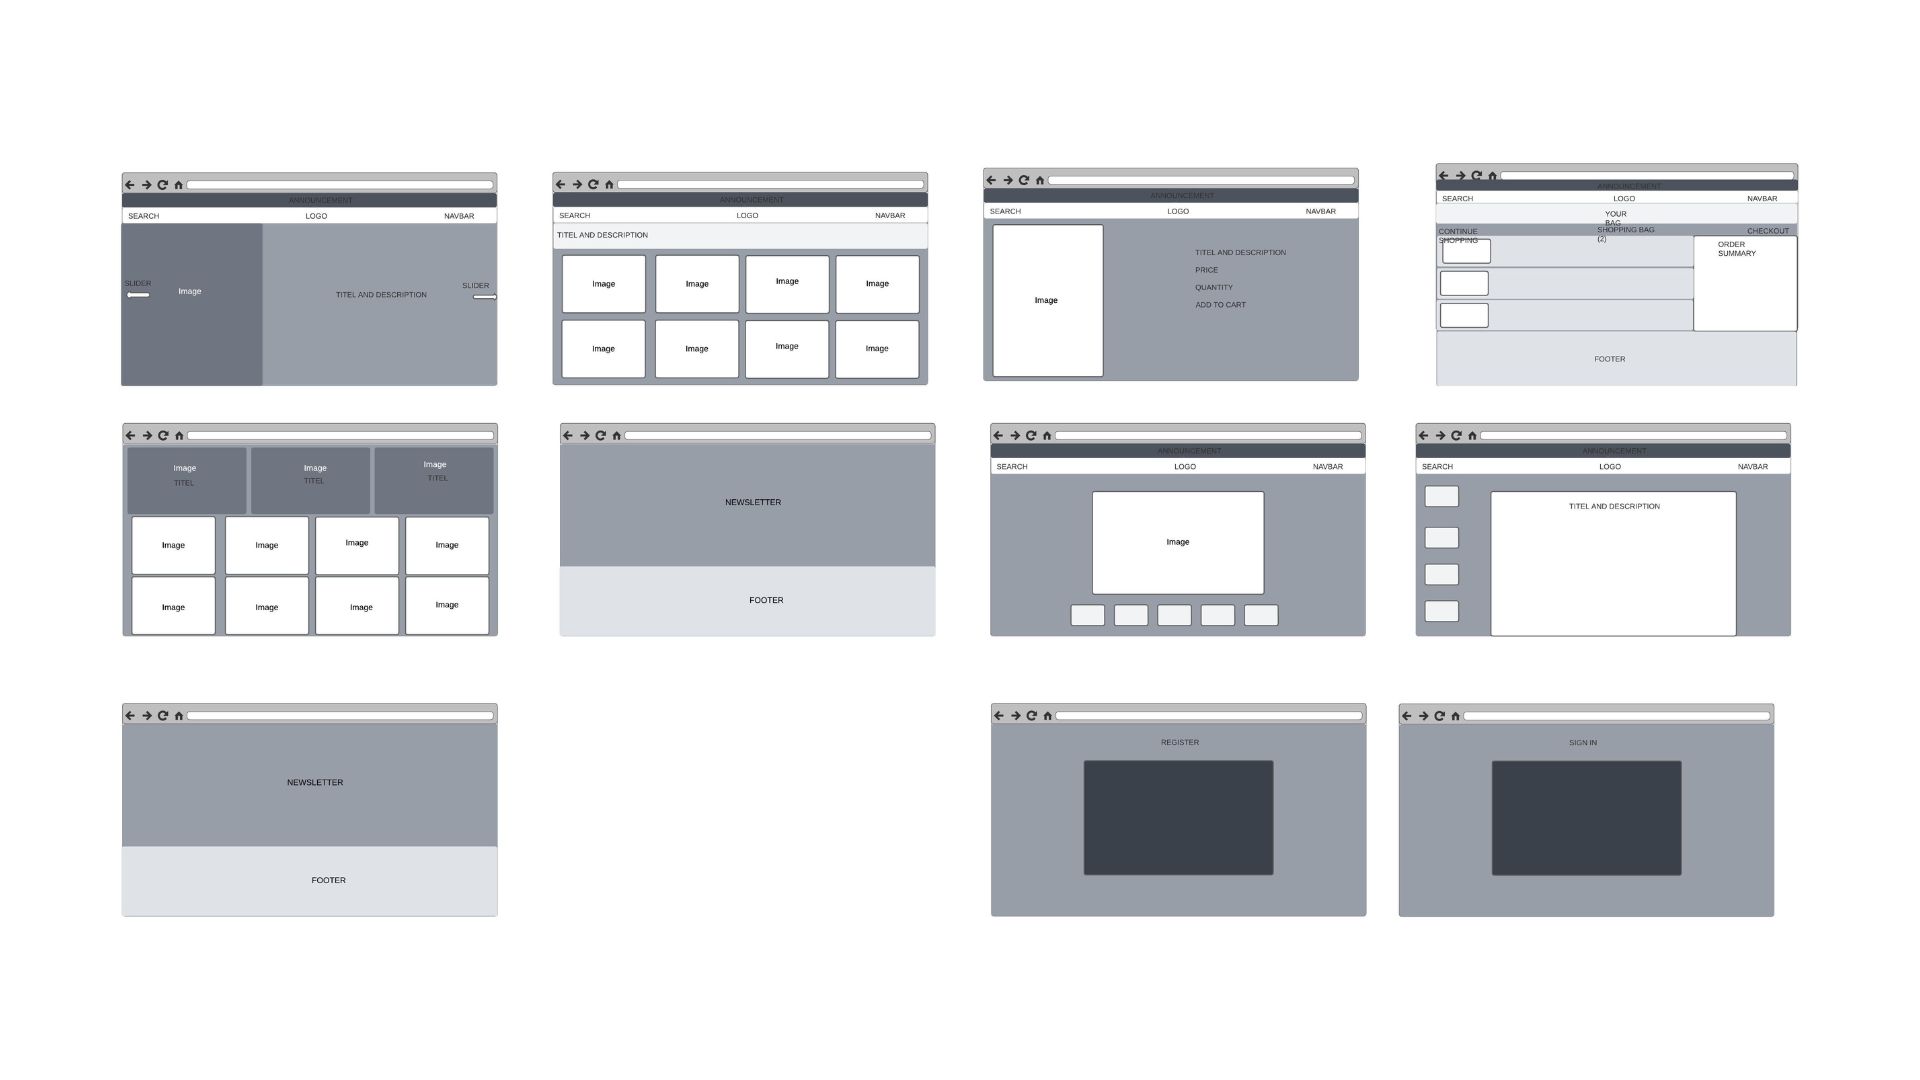 ANNOUNCEMENT
SEARCH LOGO NAVBAR
SLIDER
Image
TITEL AND DESCRIPTION
SLIDER
ANNOUNCEMENT
SEARCH LOGO NAVBAR
TITEL AND DESCRIPTION
Image Image Image Image
Image Image Image Image
ANNOUNCEMENT
SEARCH LOGO NAVBAR
Image
TITEL AND DESCRIPTION
PRICE
QUANTITY
ADD TO CART
ANNOUNCEMENT
SEARCH LOGO NAVBAR
YOUR
BAG
CONTINUE
SHOPPING
SHOPPING BAG
(2)
CHECKOUT
ORDER
SUMMARY
FOOTER
Image Image Image
TITEL TITEL TITEL
Image Image Image Image
Image Image Image Image
NEWSLETTER
FOOTER
ANNOUNCEMENT
SEARCH LOGO NAVBAR
Image
ANNOUNCEMENT
SEARCH LOGO NAVBAR
TITEL AND DESCRIPTION
NEWSLETTER
FOOTER
REGISTER
SIGN IN